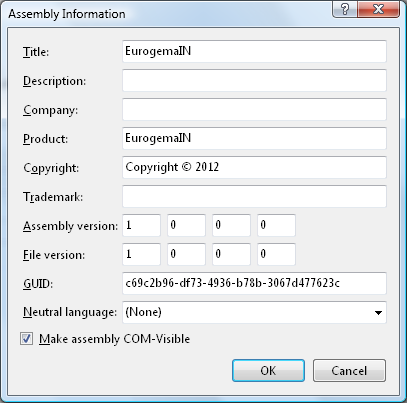 Assembly Information
Title: EurogemaIN
Description:
Company:
Product: EurogemaIN
Copyright: Copyright © 2012
Trademark:
Assembly version: 1 0 0 0
File version: 1 0 0 0
GUID: c69c2b96-df73-4936-b78b-3067d477623c
Neutral language: (None)
Make assembly COM-Visible
OK Cancel